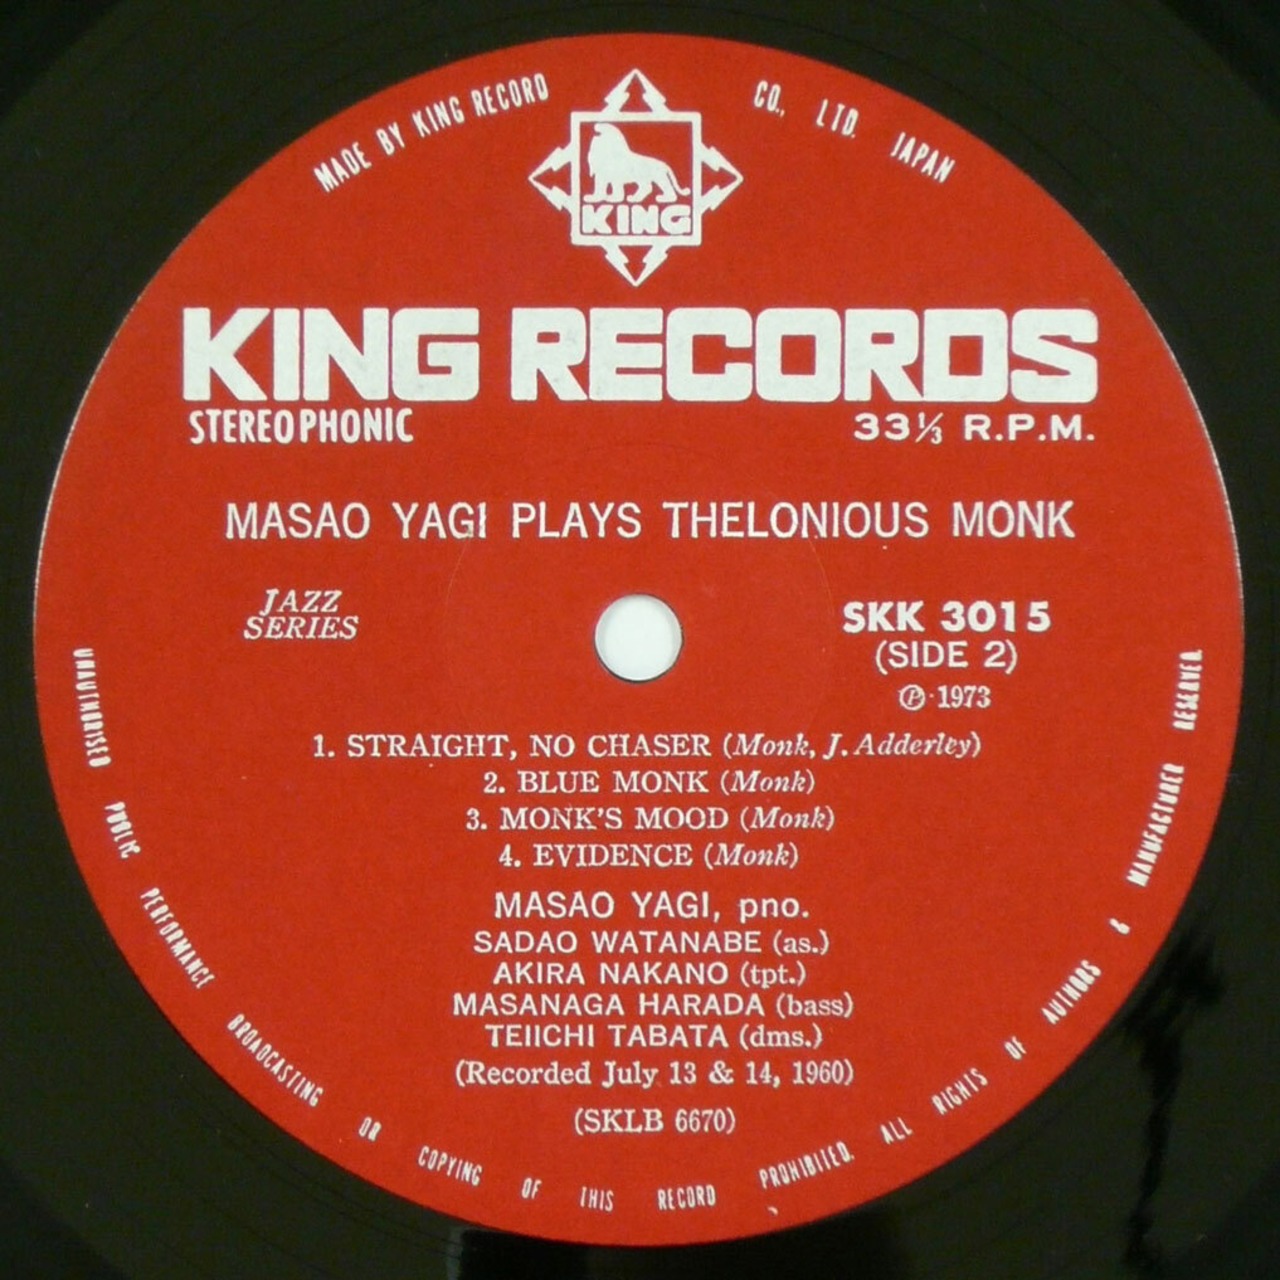 MADE BY KING RECORD CO., LTD. JAPAN
KING
KING RECORDS
STEREOPHONIC
33⅓ R.P.M.
MASAO YAGI PLAYS THELONIOUS MONK
JAZZ
SERIES
SKK 3015
(SIDE 2)
℗·1973
1. STRAIGHT, NO CHASER (Monk, J. Adderley)
2. BLUE MONK (Monk)
3. MONK'S MOOD (Monk)
4. EVIDENCE (Monk)
MASAO YAGI, pno.
SADAO WATANABE (as.)
AKIRA NAKANO (tpt.)
MASANAGA HARADA (bass)
TEIICHI TABATA (dms.)
(Recorded July 13 & 14, 1960)
(SKLB 6670)
UNAUTHORISED PUBLIC PERFORMANCE BROADCASTING OR COPYING OF THIS RECORD PROHIBITED. ALL RIGHTS OF AUTHORS & MANUFACTURER RESERVED.